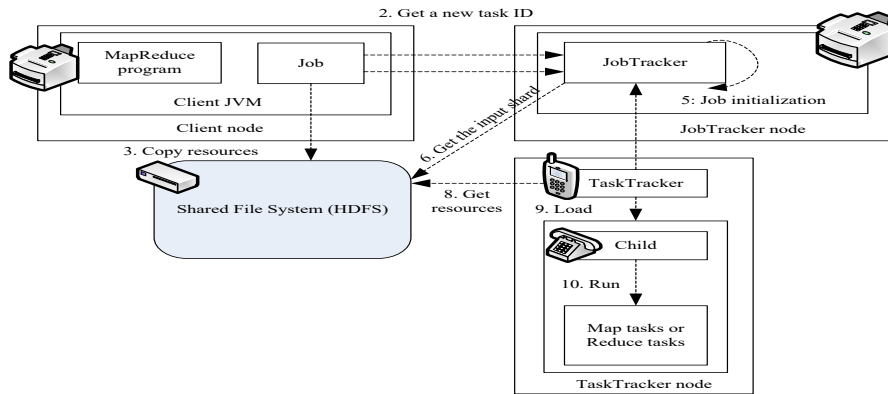 2. Get a new task ID
MapReduce
program
Job
Client JVM
Client node
JobTracker
5: Job initialization
JobTracker node
3. Copy resources
6. Get the input shard
Shared File System (HDFS)
8. Get
resources
TaskTracker
9. Load
Child
10. Run
Map tasks or
Reduce tasks
TaskTracker node